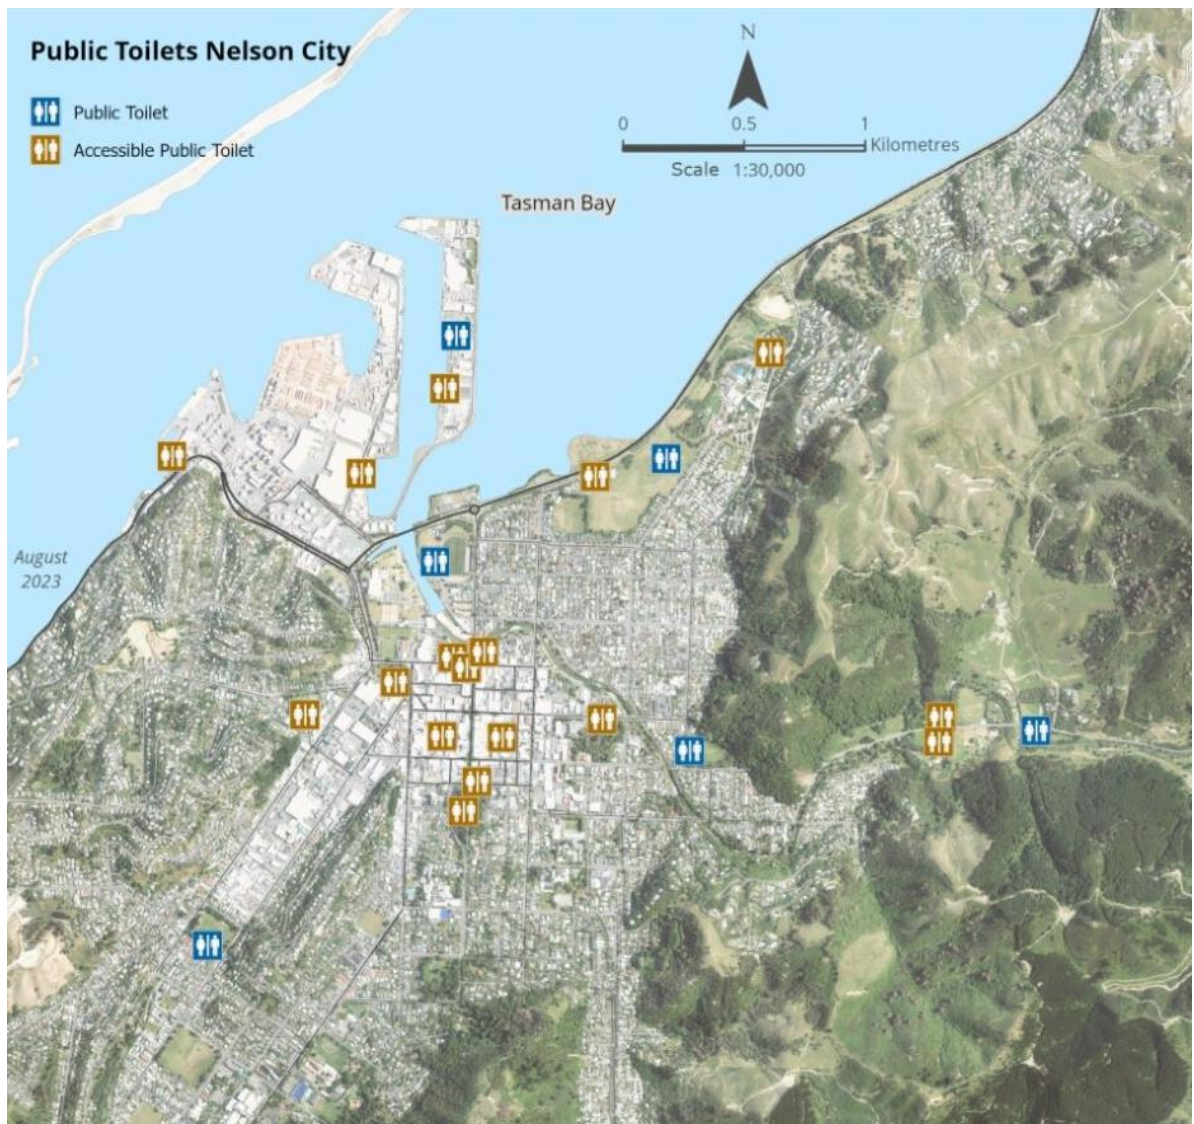 Public Toilets Nelson City
Public Toilet
Accessible Public Toilet
N
0 0.5 1
Kilometres
Scale 1:30,000
Tasman Bay
August
2023